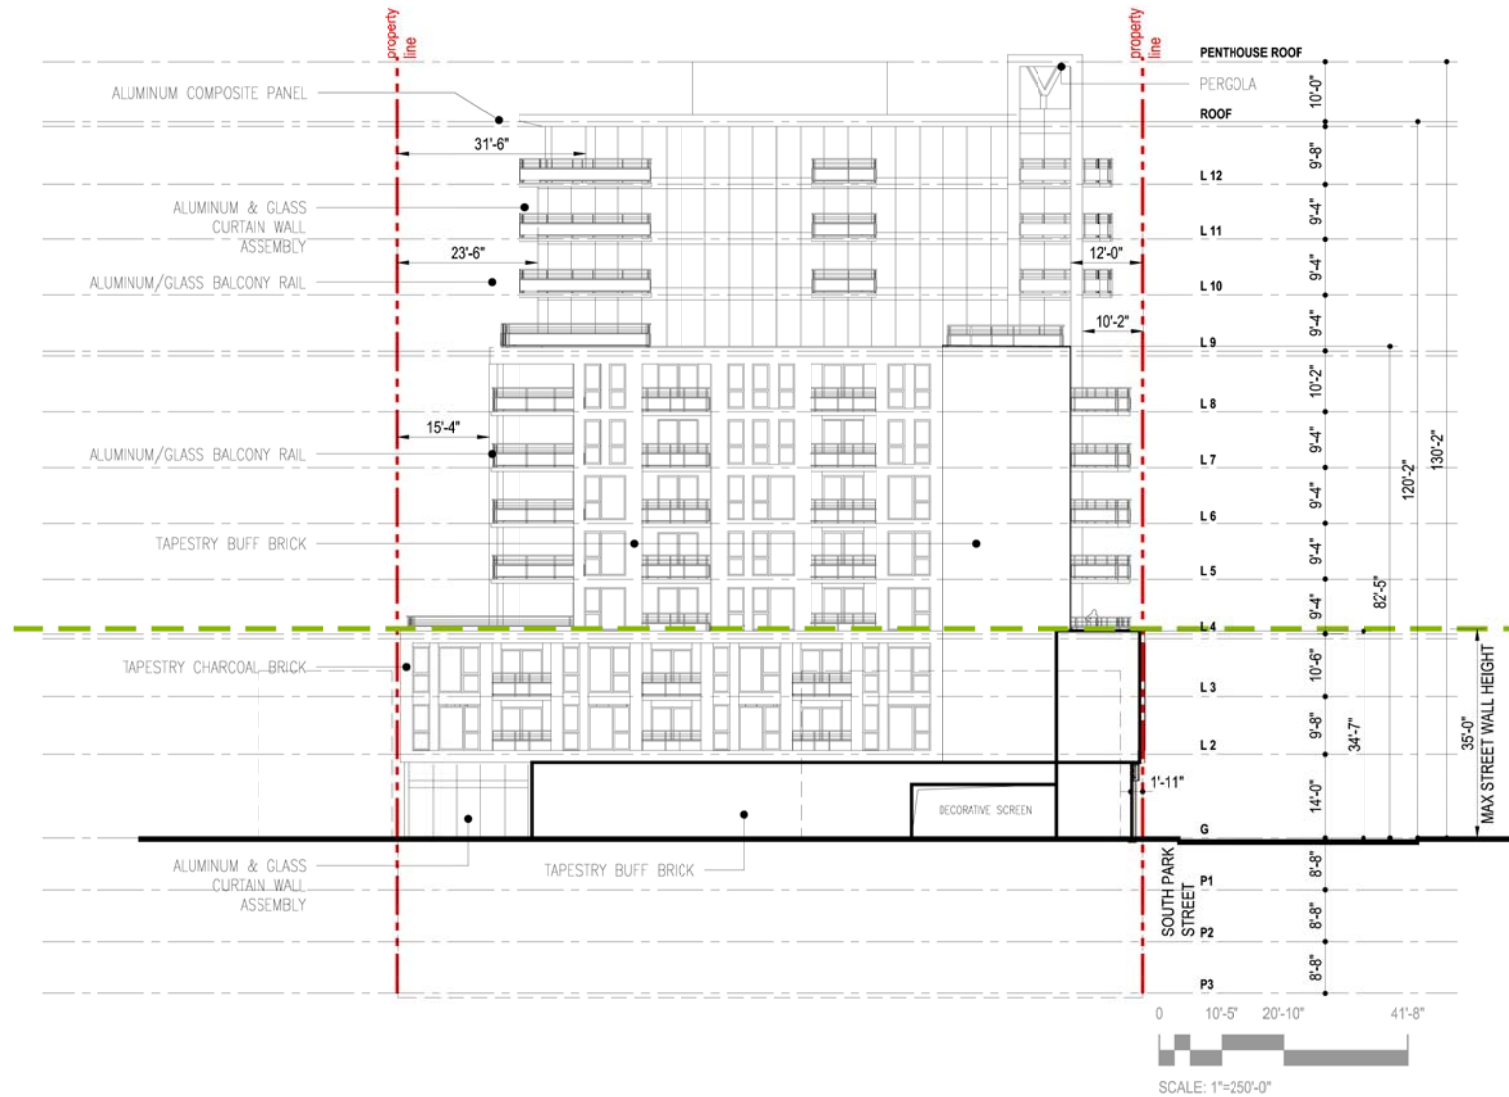 property
line
property
line
PENTHOUSE ROOF
PERGOLA
ALUMINUM COMPOSITE PANEL
10'-0"
ROOF
31'-6"
9'-8"
L 12
ALUMINUM & GLASS
CURTAIN WALL
ASSEMBLY
9'-4"
L 11
23'-6"
12'-0"
ALUMINUM/GLASS BALCONY RAIL
9'-4"
L 10
10'-2"
9'-4"
L 9
10'-2"
L 8
15'-4"
9'-4"
ALUMINUM/GLASS BALCONY RAIL
L 7
130'-2"
120'-2"
9'-4"
L 6
TAPESTRY BUFF BRICK
9'-4"
L 5
82'-5"
9'-4"
L 4
TAPESTRY CHARCOAL BRICK
10'-6"
L 3
9'-8"
34'-7"
35'-0"
MAX STREET WALL HEIGHT
L 2
1'-11"
14'-0"
DECORATIVE SCREEN
G
ALUMINUM & GLASS
CURTAIN WALL
ASSEMBLY
TAPESTRY BUFF BRICK
SOUTH PARK
STREET
8'-8"
P1
8'-8"
P2
8'-8"
P3
0 10'-5" 20'-10" 41'-8"
SCALE: 1"=250'-0"